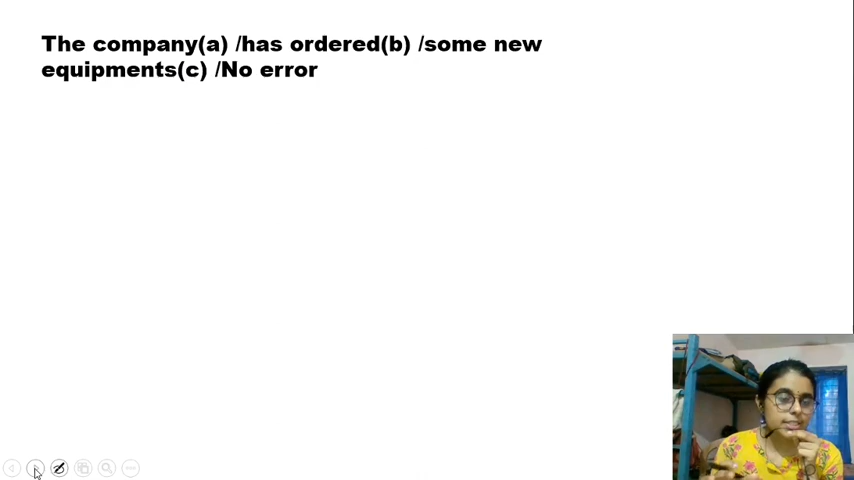 The company(a) /has ordered(b) /some new
equipments(c) /No error